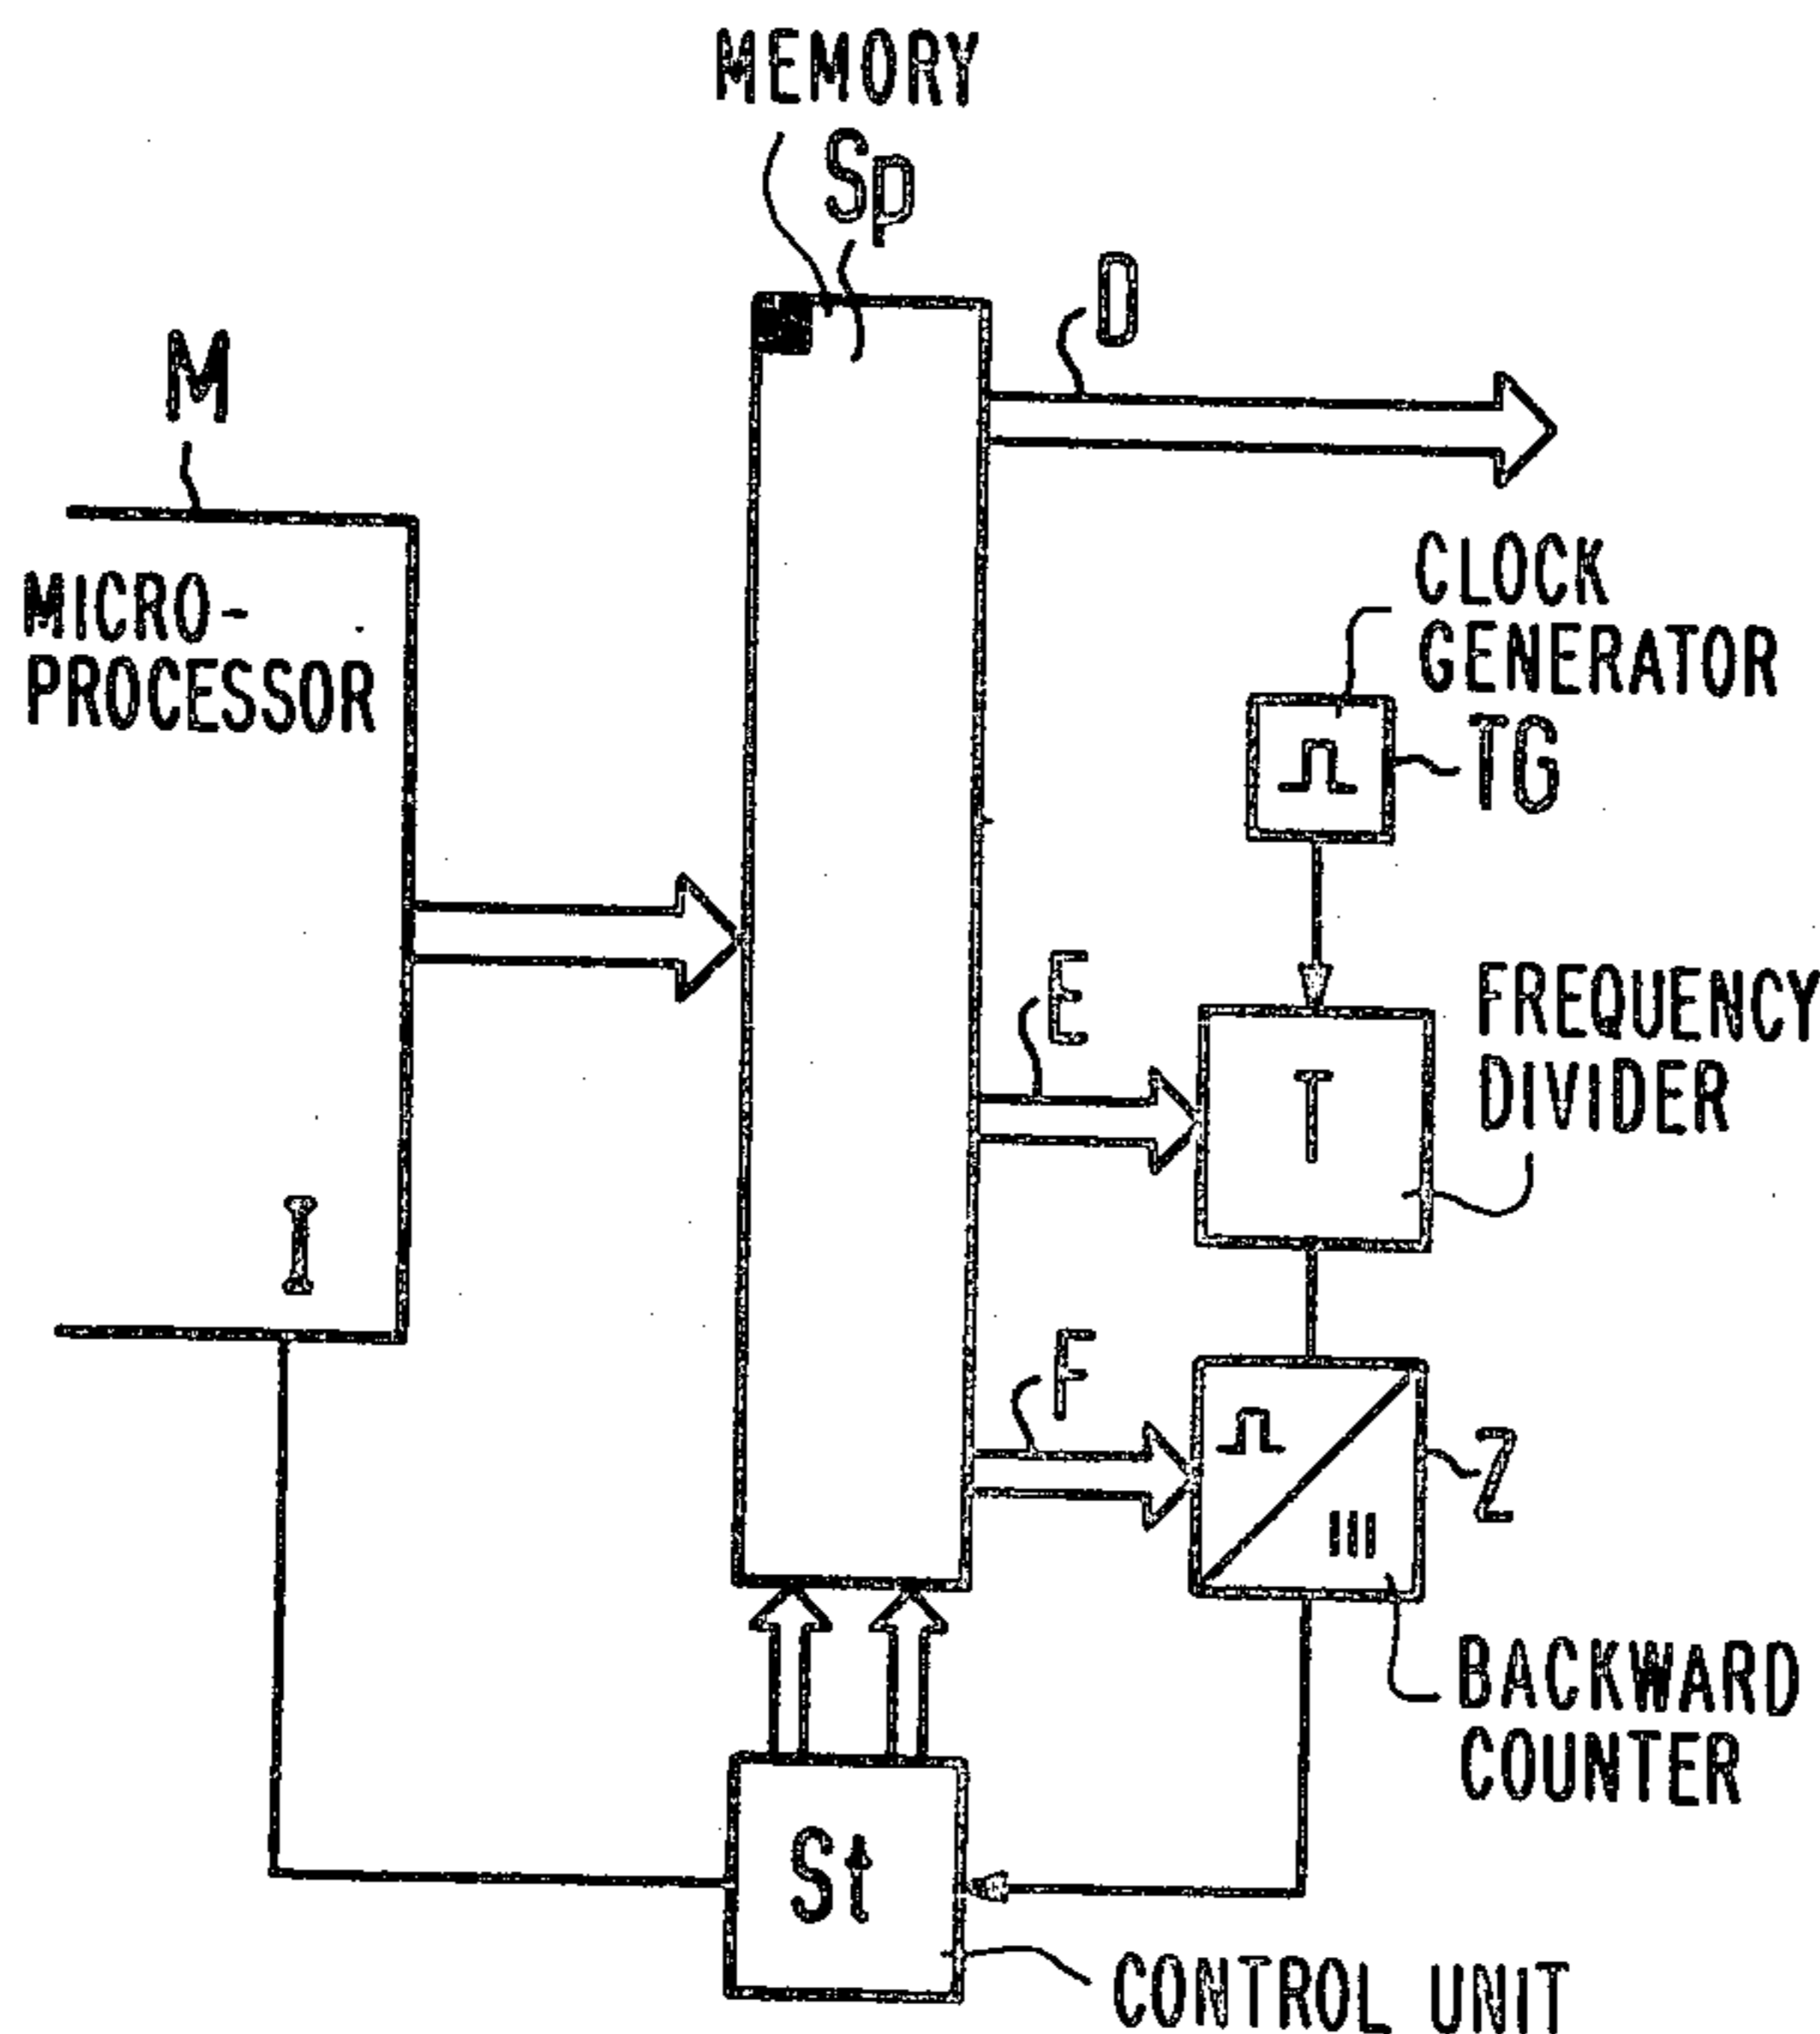 MEMORY
Sp
D
M
MICRO-
PROCESSOR
CLOCK
GENERATOR
TG
E
FREQUENCY
DIVIDER
T
I
F
Z
BACKWARD
COUNTER
St
CONTROL UNIT